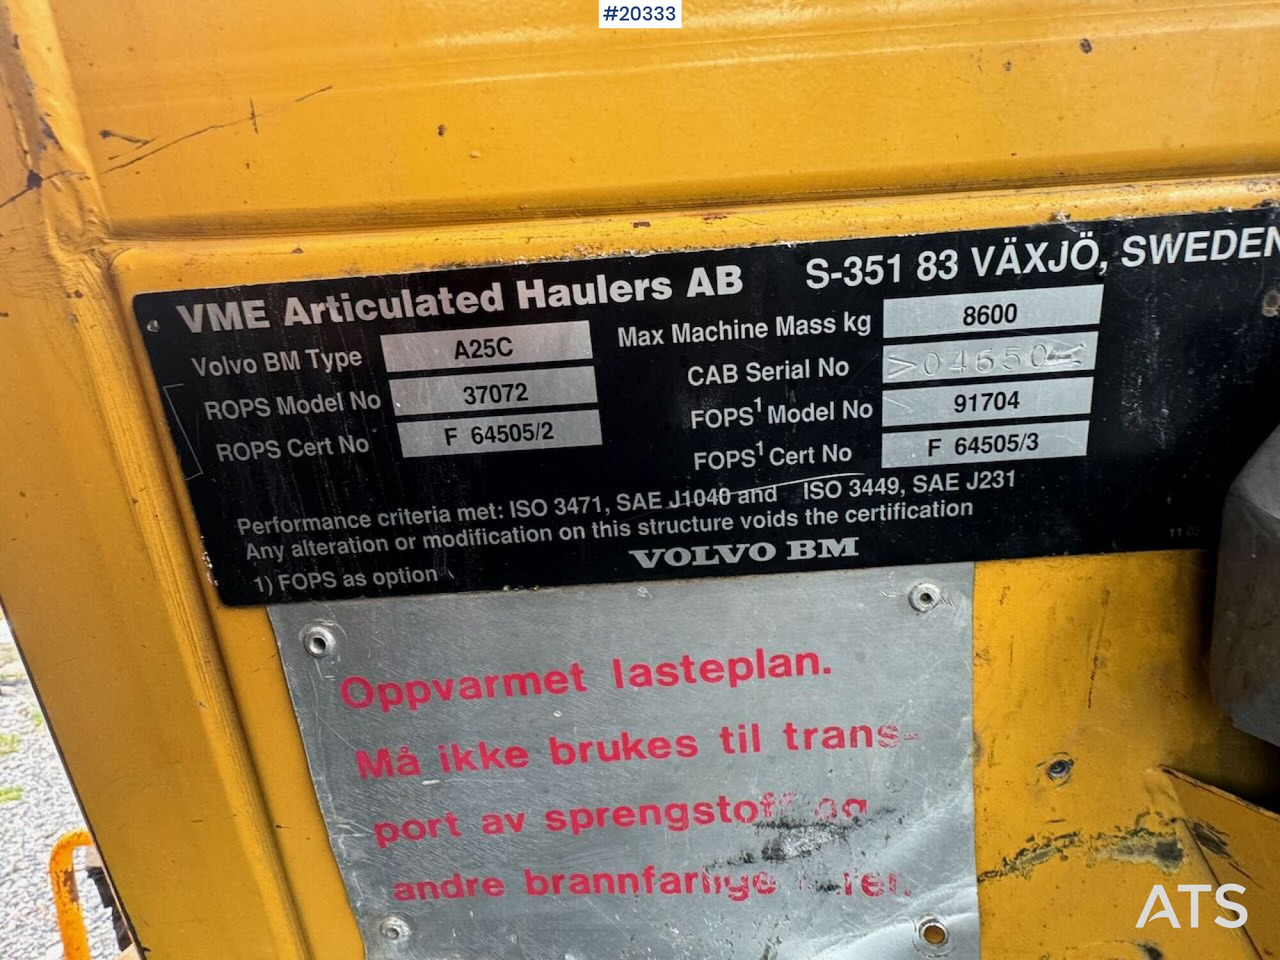 #20333
VME Articulated Haulers AB S-351 83 VÄXJÖ, SWEDEN
Volvo BM Type A25C Max Machine Mass kg 8600
ROPS Model No 37072 CAB Serial No >04650<
ROPS Cert No F 64505/2 FOPS1 Model No 91704
FOPS1 Cert No F 64505/3
Performance criteria met: ISO 3471, SAE J1040 and ISO 3449, SAE J231
Any alteration or modification on this structure voids the certification
1) FOPS as option VOLVO BM
Oppvarmet lasteplan.
Må ikke brukes til trans-
port av sprengstoff og
andre brannfarlige
ATS